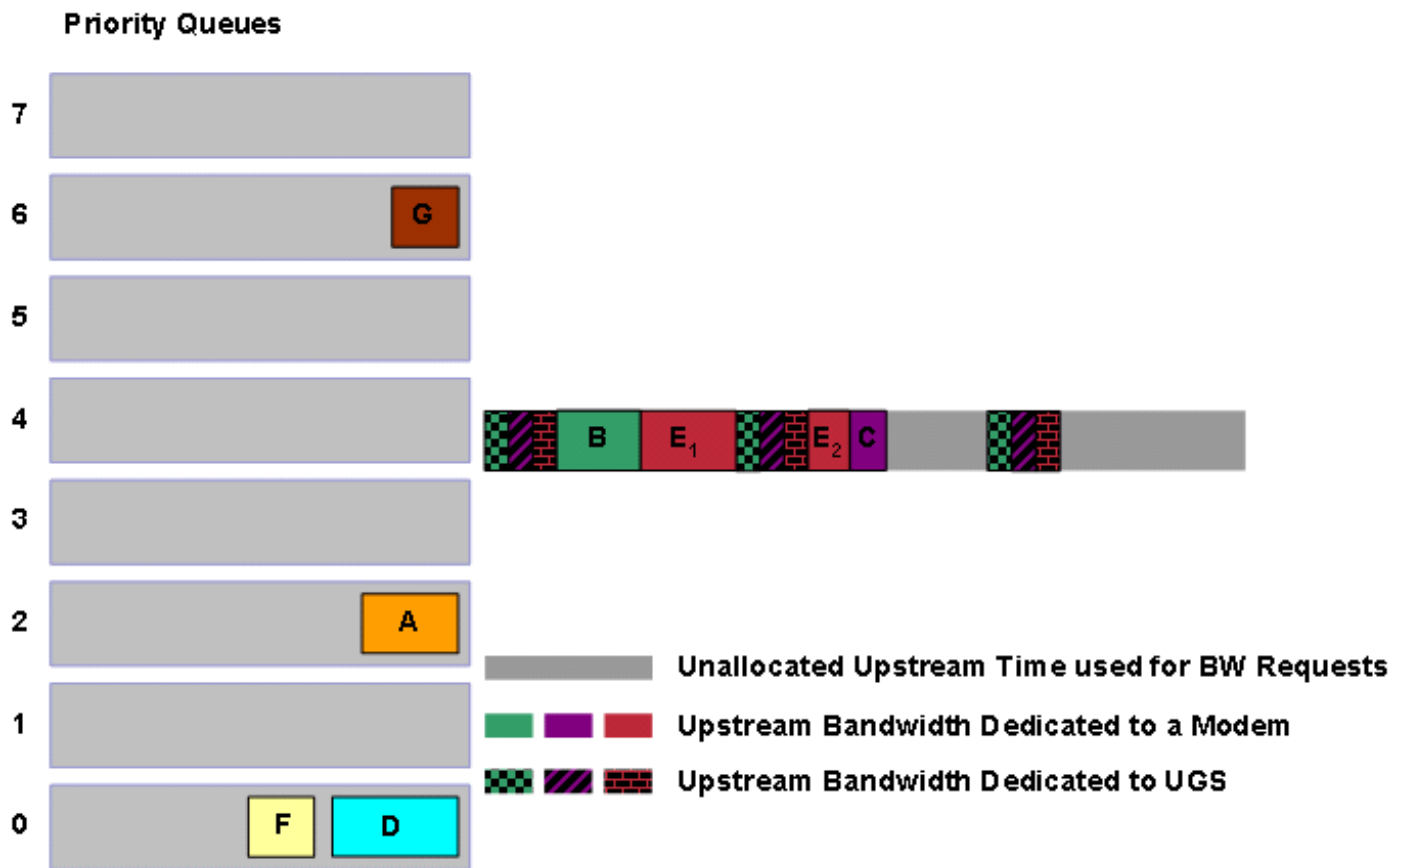 Priority Queues
7
6 G
5
4 B E₁ E₂ C
3
2 A
Unallocated Upstream Time used for BW Requests
1 Upstream Bandwidth Dedicated to a Modem
Upstream Bandwidth Dedicated to UGS
0 F D